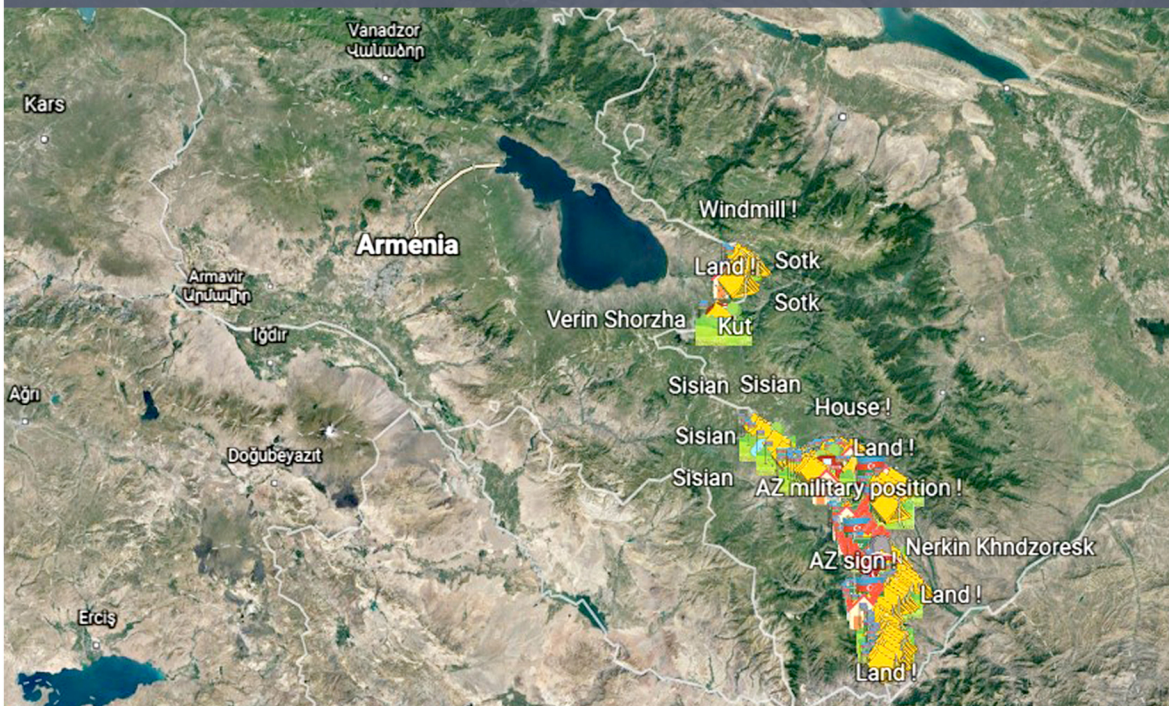 Vanadzor
Վանաձոր
Kars
Windmill !
Armenia
Land !
Sotk
Armavir
Արմավիր
Sotk
Verin Shorzha
Kut
Iğdır
Sisian
Sisian
Ağrı
House !
Sisian
Land !
Doğubeyazıt
Sisian
AZ military position !
Nerkin Khndzoresk
AZ sign !
Land !
Erciş
Land !